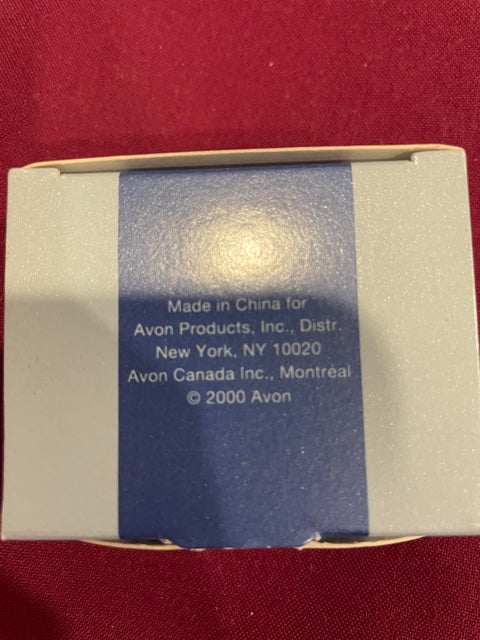 Made in China for
Avon Products, Inc., Distr.
New York, NY 10020
Avon Canada Inc., Montréal
© 2000 Avon